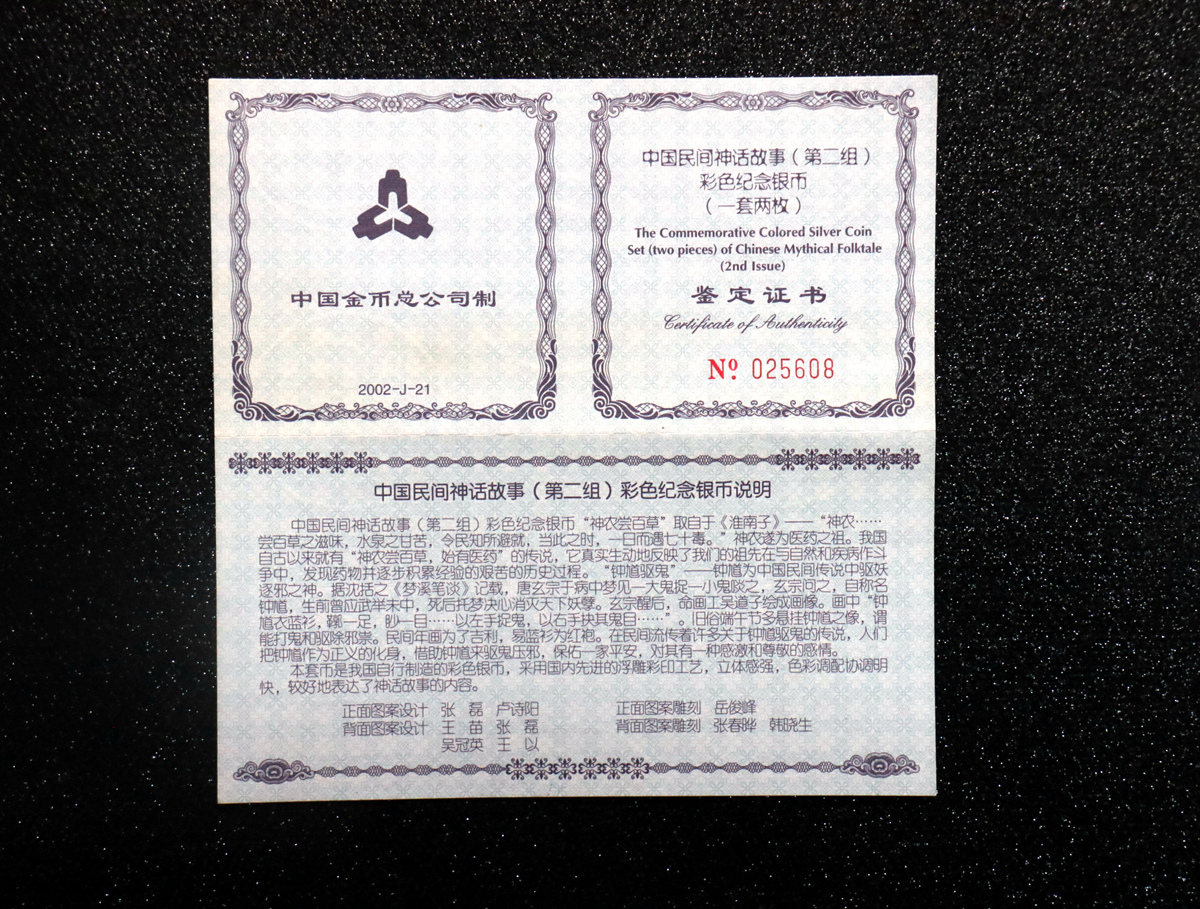 中国金币总公司制
2002-J-21
中国民间神话故事（第二组）
彩色纪念银币
（一套两枚）
The Commemorative Colored Silver Coin
Set (two pieces) of Chinese Mythical Folktale
(2nd Issue)
鉴定证书
Certificate of Authenticity
Nº 025608
中国民间神话故事（第二组）彩色纪念银币说明
中国民间神话故事（第二组）彩色纪念银币“神农尝百草”取自于《淮南子》——“神农……
尝百草之滋味，水泉之甘苦，令民知所避就，当此之时，一日而遇七十毒。”神农遂为医药之祖。我国
自古以来就有“神农尝百草，始有医药”的传说，它真实生动地反映了我们的祖先在与自然和疾病作斗
争中，发现药物并逐步积累经验的艰苦的历史过程。“钟馗驱鬼”——钟馗为中国民间传说中驱妖
逐邪之神。据沈括之《梦溪笔谈》记载，唐玄宗于病中梦见一大鬼捉一小鬼啖之，玄宗问之，自称名
钟馗，生前曾应武举未中，死后托梦决心消灭天下妖孽。玄宗醒后，命画工吴道子绘成画像。画中“钟
馗衣蓝衫，鞹一足，眇一目……以左手捉鬼，以右手抉其鬼目……”。旧俗端午节多悬挂钟馗之像，谓
能打鬼和驱除邪祟。民间年画为了吉利，易蓝衫为红袍。在民间流传着许多关于钟馗驱鬼的传说，人们
把钟馗作为正义的化身，借助钟馗来驱鬼压邪，保佑一家平安，对其有一种感激和尊敬的感情。
本套币是我国自行制造的彩色银币，采用国内先进的浮雕彩印工艺，立体感强，色彩调配协调明
快，较好地表达了神话故事的内容。
正面图案设计 张 磊 卢诗阳 正面图案雕刻 岳俊峰
背面图案设计 王 苗 张 磊 背面图案雕刻 张春晔 韩晓生
吴冠英 王 以